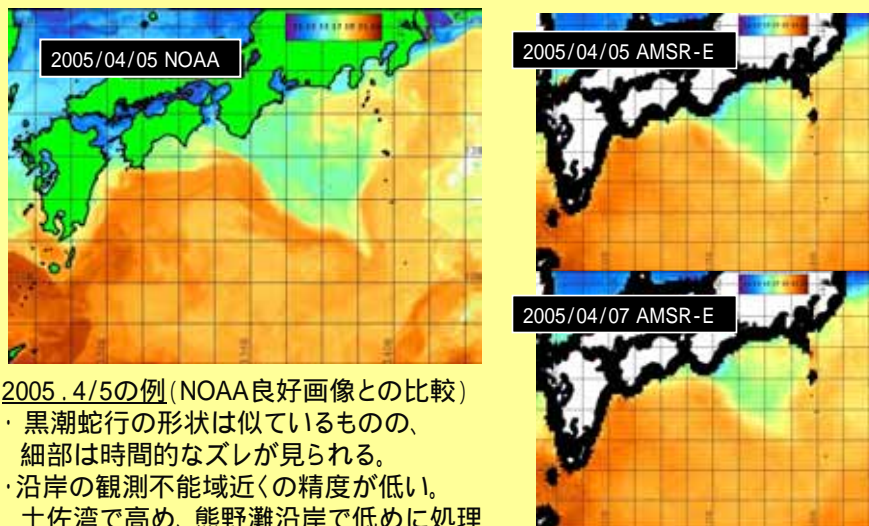 2005/04/05 NOAA
2005/04/05 AMSR-E
2005/04/07 AMSR-E
2005.4/5の例(NOAA良好画像との比較)
・黒潮蛇行の形状は似ているものの、
細部は時間的なズレが見られる。
・沿岸の観測不能域近くの精度が低い。
土佐湾で高め、熊野灘沿岸で低めに処理